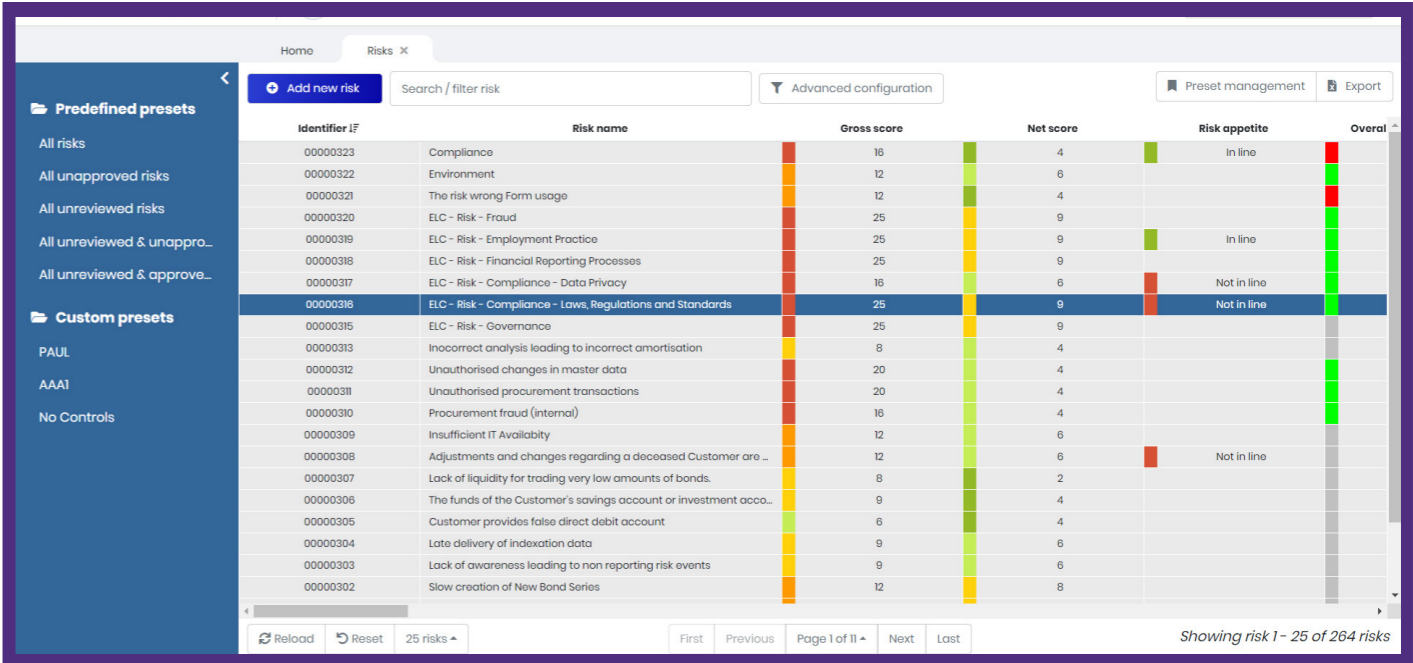 Home Risks ×
Add new risk Search / filter risk Advanced configuration Preset management Export
Predefined presets
All risks
All unapproved risks
All unreviewed risks
All unreviewed & unappro...
All unreviewed & approve...
Custom presets
PAUL
AAA1
No Controls
Identifier Risk name Gross score Net score Risk appetite Overal
00000323 Compliance 16 4 In line
00000322 Environment 12 6
00000321 The risk wrong Form usage 12 4
00000320 ELC - Risk - Fraud 25 9
00000319 ELC - Risk - Employment Practice 25 9 In line
00000318 ELC - Risk - Financial Reporting Processes 25 9
00000317 ELC - Risk - Compliance - Data Privacy 16 6 Not in line
00000316 ELC - Risk - Compliance - Laws, Regulations and Standards 25 9 Not in line
00000315 ELC - Risk - Governance 25 9
00000313 Inocorrect analysis leading to incorrect amortisation 8 4
00000312 Unauthorised changes in master data 20 4
00000311 Unauthorised procurement transactions 20 4
00000310 Procurement fraud (internal) 16 4
00000309 Insufficient IT Availabity 12 6
00000308 Adjustments and changes regarding a deceased Customer are ... 12 6 Not in line
00000307 Lack of liquidity for trading very low amounts of bonds. 8 2
00000306 The funds of the Customer's savings account or investment acco... 9 4
00000305 Customer provides false direct debit account 6 4
00000304 Late delivery of indexation data 9 6
00000303 Lack of awareness leading to non reporting risk events 9 6
00000302 Slow creation of New Bond Series 12 8
Reload Reset 25 risks First Previous Page 1 of 11 Next Last Showing risk 1 - 25 of 264 risks